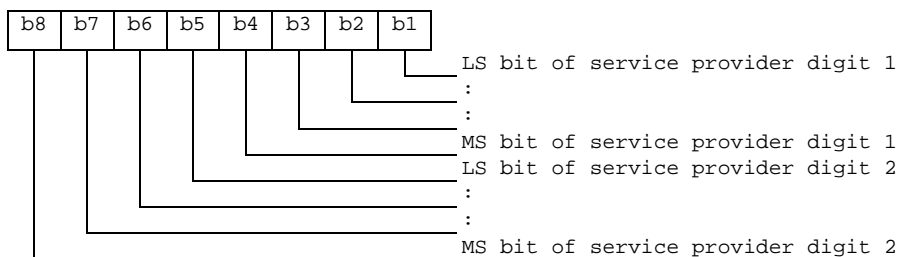 b8 b7 b6 b5 b4 b3 b2 b1
LS bit of service provider digit 1
:
:
MS bit of service provider digit 1
LS bit of service provider digit 2
:
:
MS bit of service provider digit 2